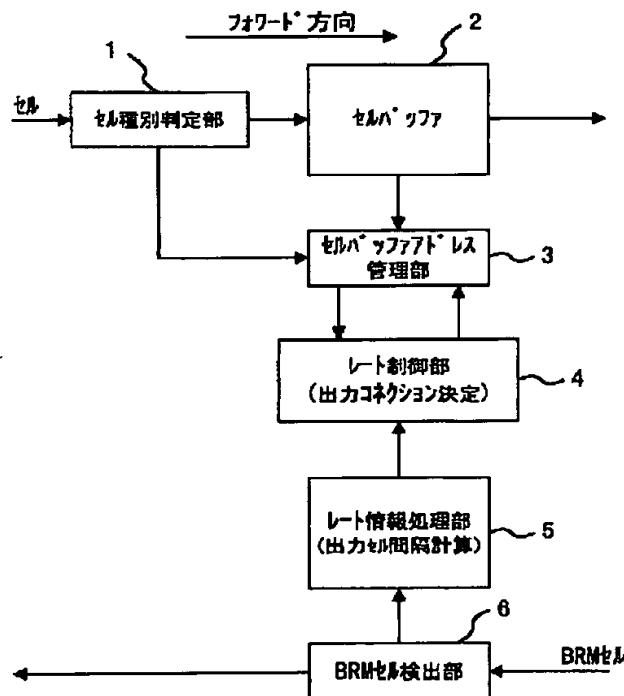 フォワード方向
1
2
セル
セル種別判定部
セルバッファ
セルバッファアドレス
管理部
3
レート制御部
(出力コネクション決定)
4
レート情報処理部
(出力セル間隔計算)
5
6
BRMセル検出部
BRMセル